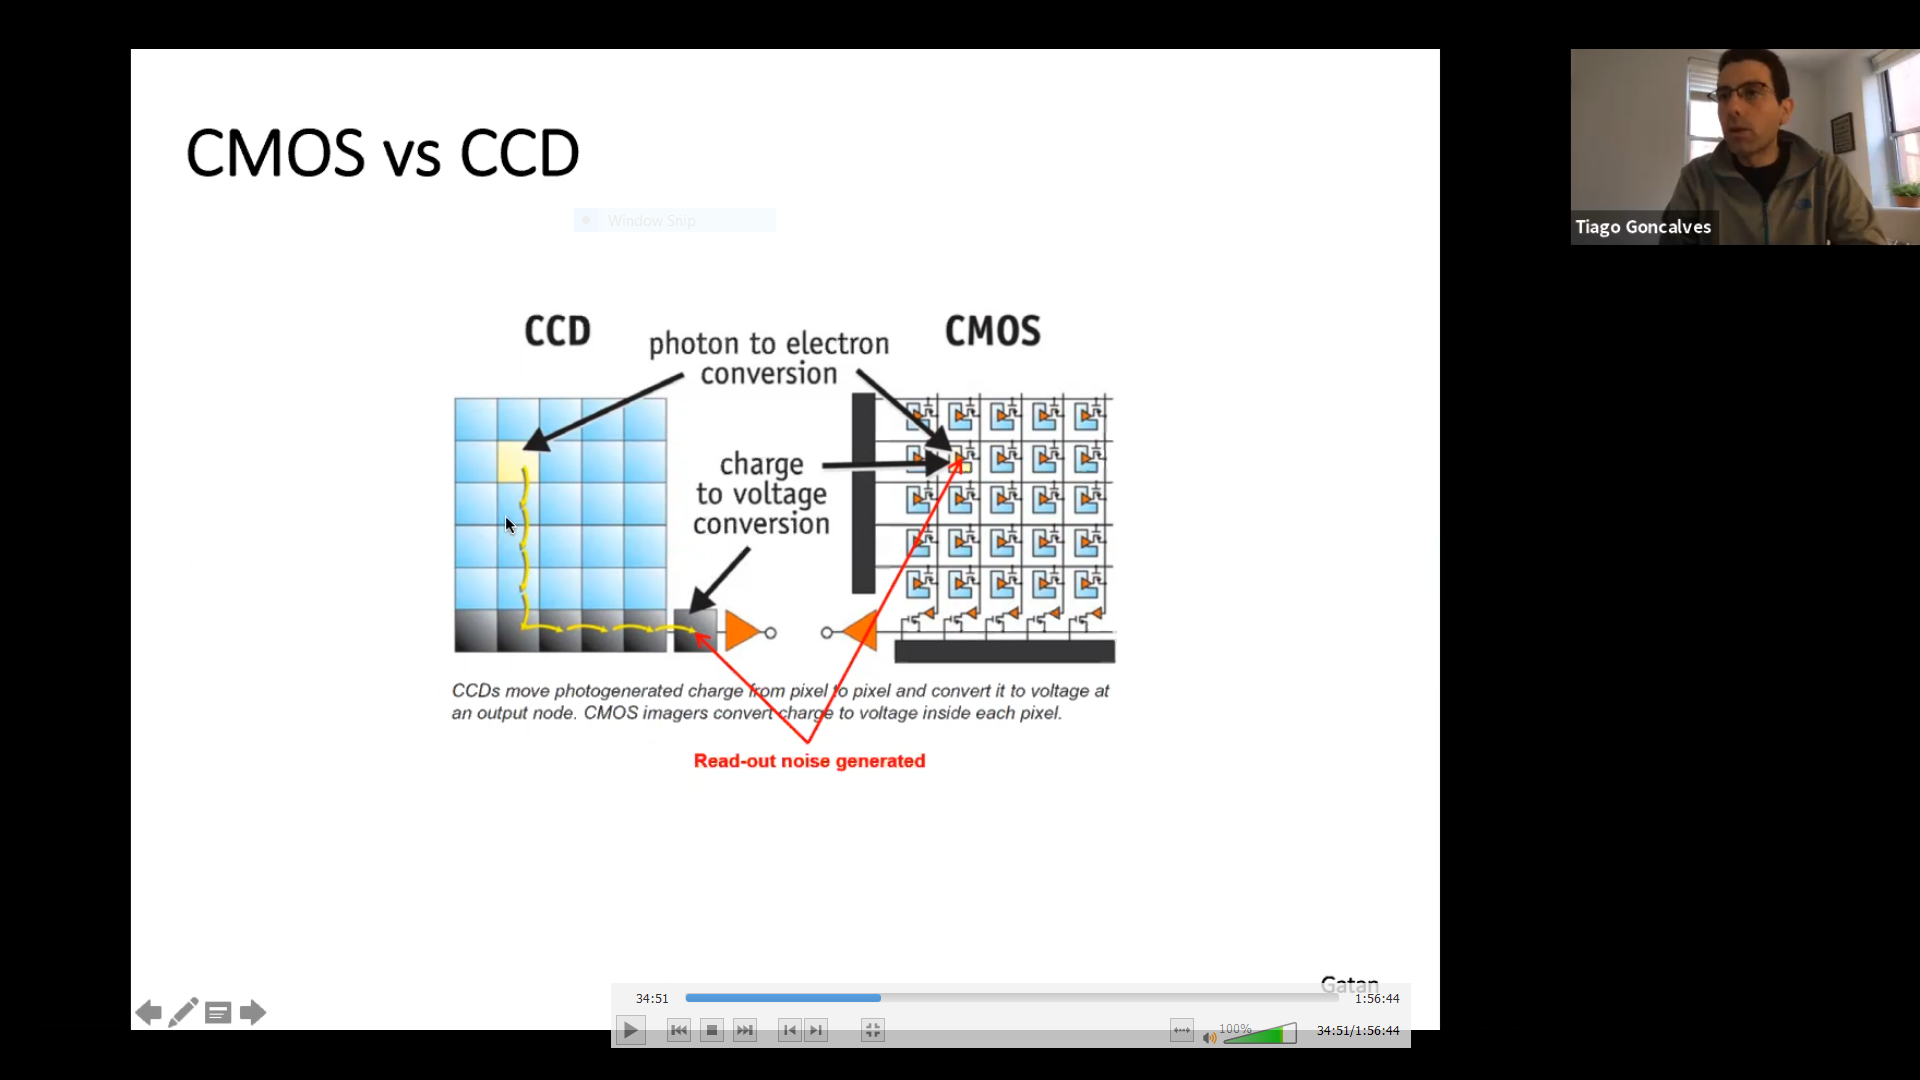 CMOS vs CCD
Window Snip
CCD
photon to electron
conversion
CMOS
charge
to voltage
conversion
CCDs move photogenerated charge from pixel to pixel and convert it to voltage at
an output node. CMOS imagers convert charge to voltage inside each pixel.
Read-out noise generated
Gatan
Tiago Goncalves
34:51
1:56:44
100%
34:51/1:56:44